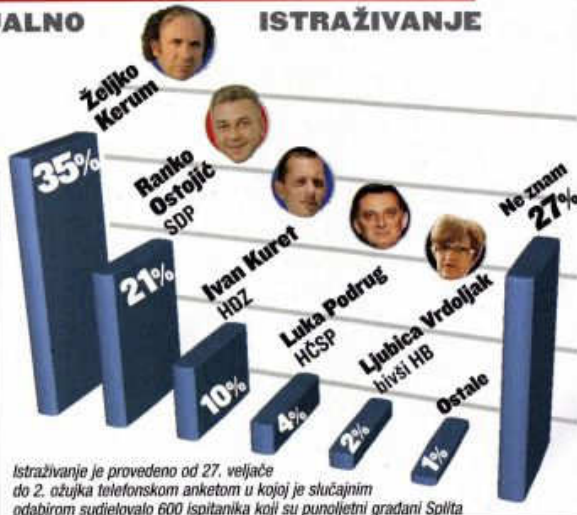 UALNO ISTRAŽIVANJE
Željko
Kerum
35%
Ranko
Ostojić
SDP
21%
Ivan Kuret
HDZ
10%
Luka Podrug
HČSP
4%
Ljubica Vrdoljak
bivši HB
2%
Ostale
1%
Ne znam
27%
Istraživanje je provedeno od 27. veljače
do 2. ožujka telefonskom anketom u kojoj je slučajnim
odabirom sudjelovalo 600 ispitanika koji su punoljetni građani Splita